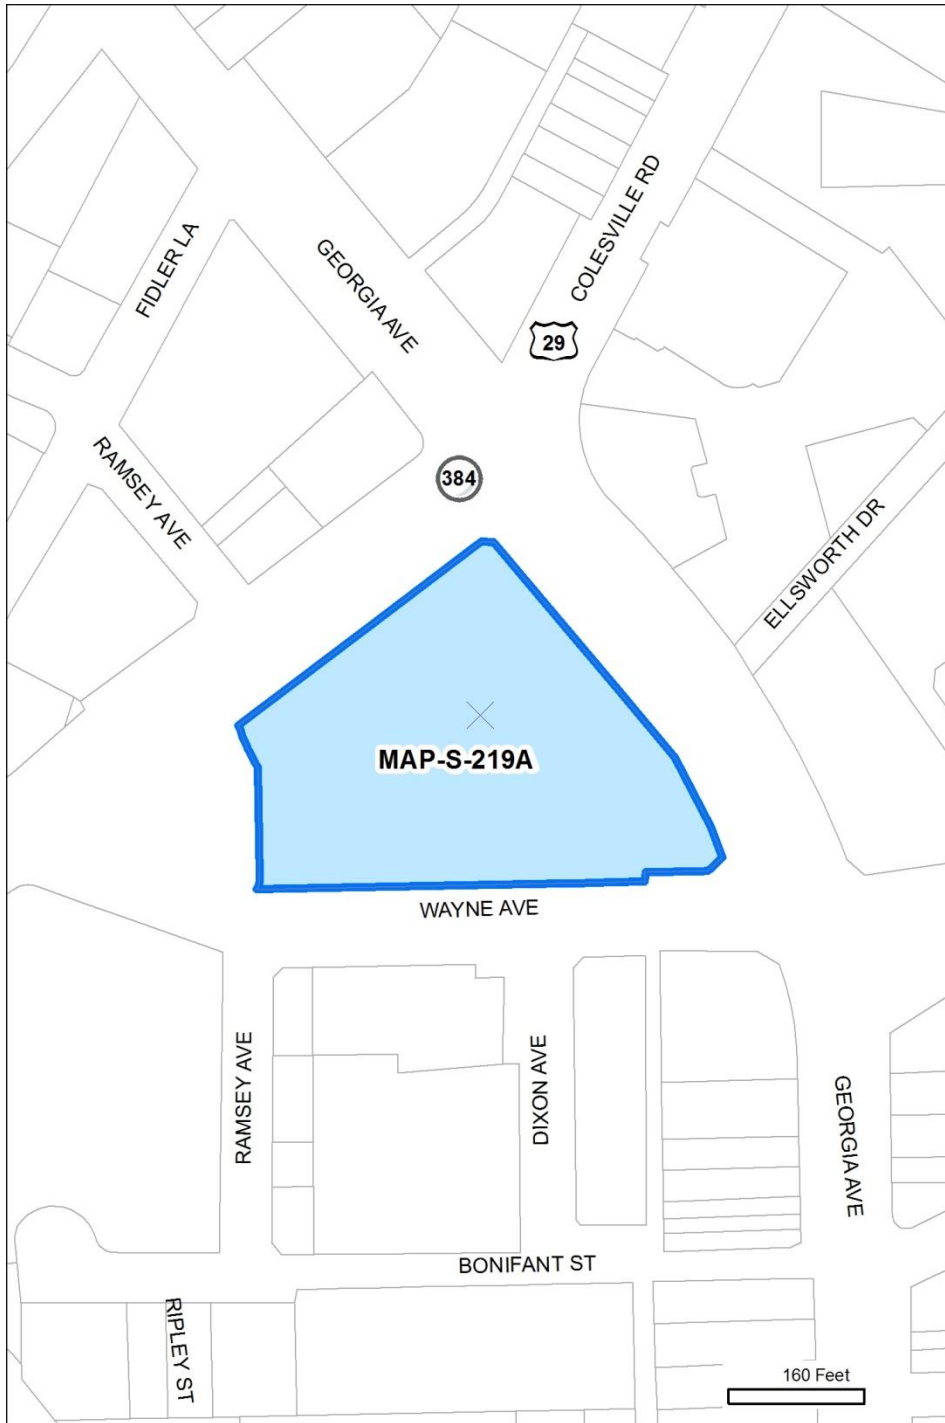 COLESVILLE RD
FIDLER LA
GEORGIA AVE
29
RAMSEY AVE
384
ELLSWORTH DR
MAP-S-219A
WAYNE AVE
RAMSEY AVE
DIXON AVE
GEORGIA AVE
BONIFANT ST
RIPLEY ST
160 Feet